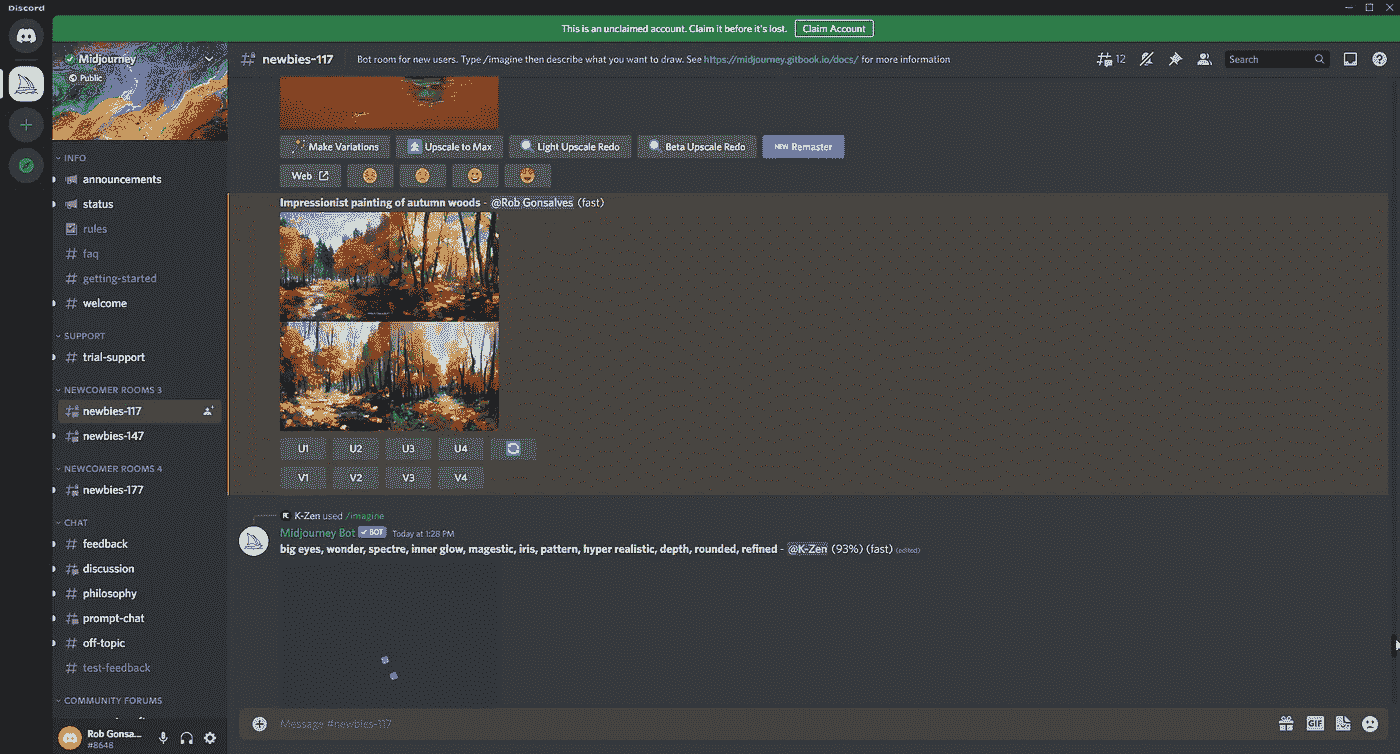 Discord
This is an unclaimed account. Claim it before it's lost. Claim Account
Midjourney
Public
# newbies-117 Bot room for new users. Type /imagine then describe what you want to draw. See https://midjourney.gitbook.io/docs/ for more information 12 Search
INFO
announcements
status
rules
faq
getting-started
welcome
SUPPORT
trial-support
NEWCOMER ROOMS 3
newbies-117
newbies-147
NEWCOMER ROOMS 4
newbies-177
CHAT
feedback
discussion
philosophy
prompt-chat
off-topic
test-feedback
COMMUNITY FORUMS
Rob Gonsa...
#8648
Make Variations Upscale to Max Light Upscale Redo Beta Upscale Redo NEW Remaster
Web
Impressionist painting of autumn woods - @Rob Gonsalves (fast)
U1 U2 U3 U4
V1 V2 V3 V4
K-Zen used /imagine
Midjourney Bot BOT Today at 1:28 PM
big eyes, wonder, spectre, inner glow, magestic, iris, pattern, hyper realistic, depth, rounded, refined - @K-Zen (93%) (fast) (edited)
Message #newbies-117
GIF